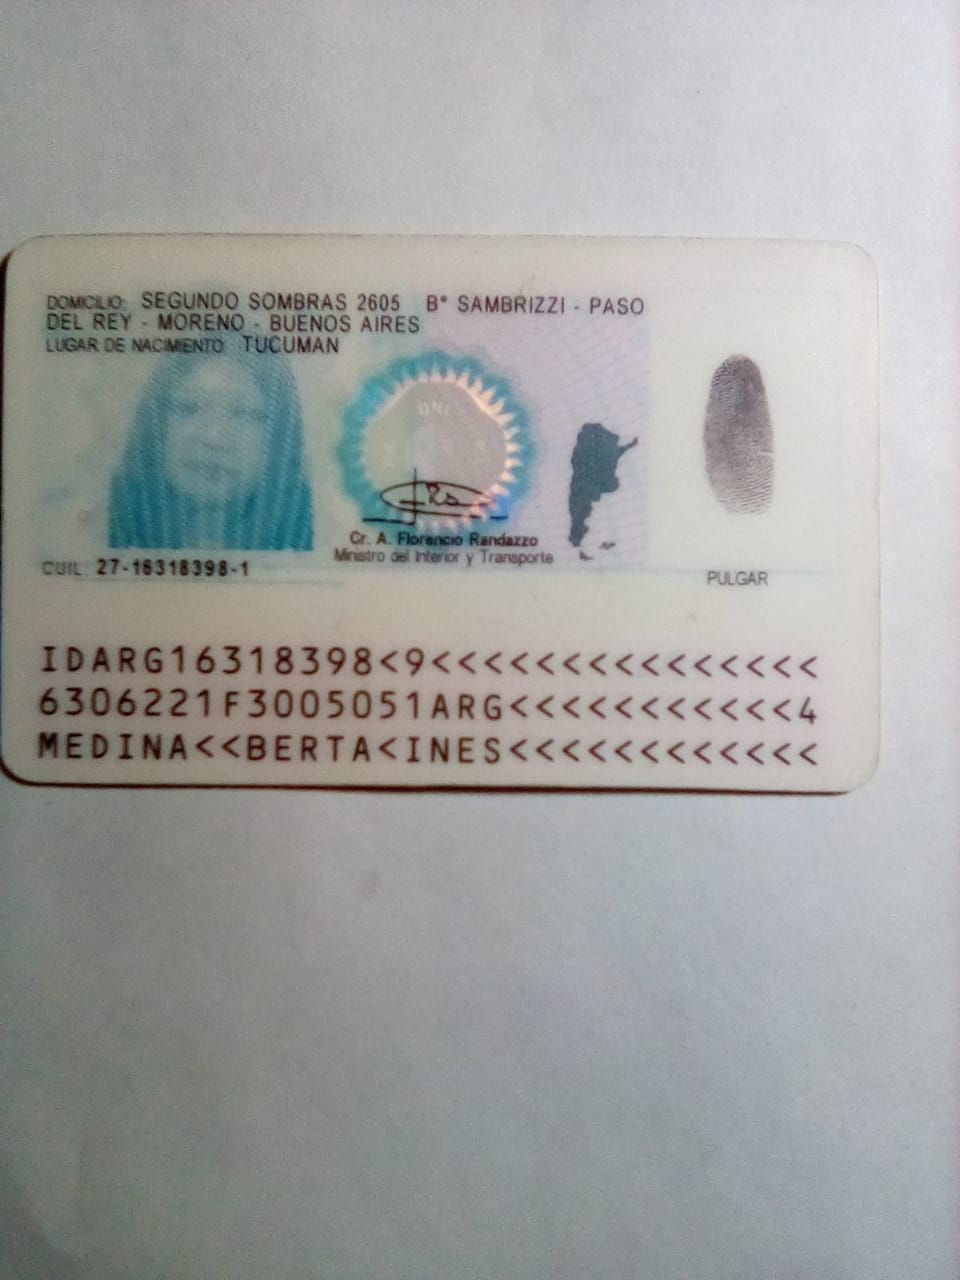 DOMICILIO: SEGUNDO SOMBRAS 2605 B° SAMBRIZZI - PASO
DEL REY - MORENO - BUENOS AIRES
LUGAR DE NACIMIENTO TUCUMAN
DNI
Cr. A. Florencio Randazzo
Ministro del Interior y Transporte
CUIL: 27-16318398-1
PULGAR
IDARG16318398<9<<<<<<<<<<<<<<<
6306221F3005051ARG<<<<<<<<<<<4
MEDINA<<BERTA<INES<<<<<<<<<<<<